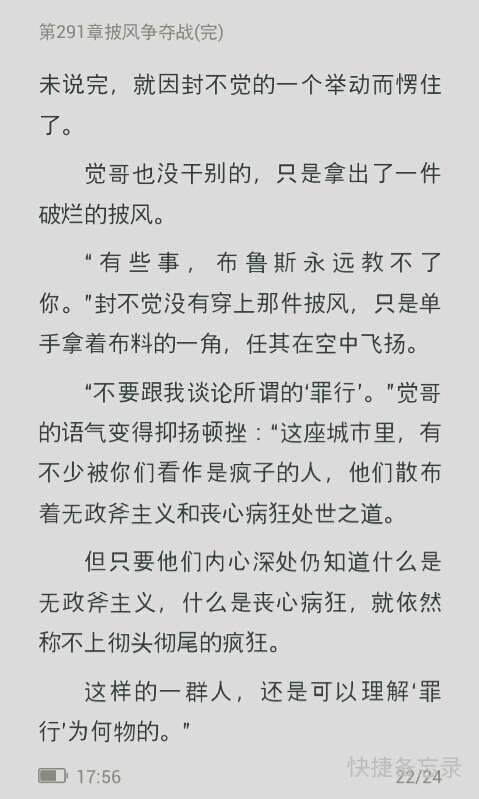 第291章披风争夺战(完)
未说完，就因封不觉的一个举动而愣住
了。
觉哥也没干别的，只是拿出了一件
破烂的披风。
“有些事，布鲁斯永远教不了
你。”封不觉没有穿上那件披风，只是单
手拿着布料的一角，任其在空中飞扬。
“不要跟我谈论所谓的‘罪行’。”觉哥
的语气变得抑扬顿挫：“这座城市里，有
不少被你们看作是疯子的人，他们散布
着无政斧主义和丧心病狂处世之道。
但只要他们内心深处仍知道什么是
无政斧主义，什么是丧心病狂，就依然
称不上彻头彻尾的疯狂。
这样的一群人，还是可以理解‘罪
行’为何物的。”
17:56
22/24
快捷备忘录